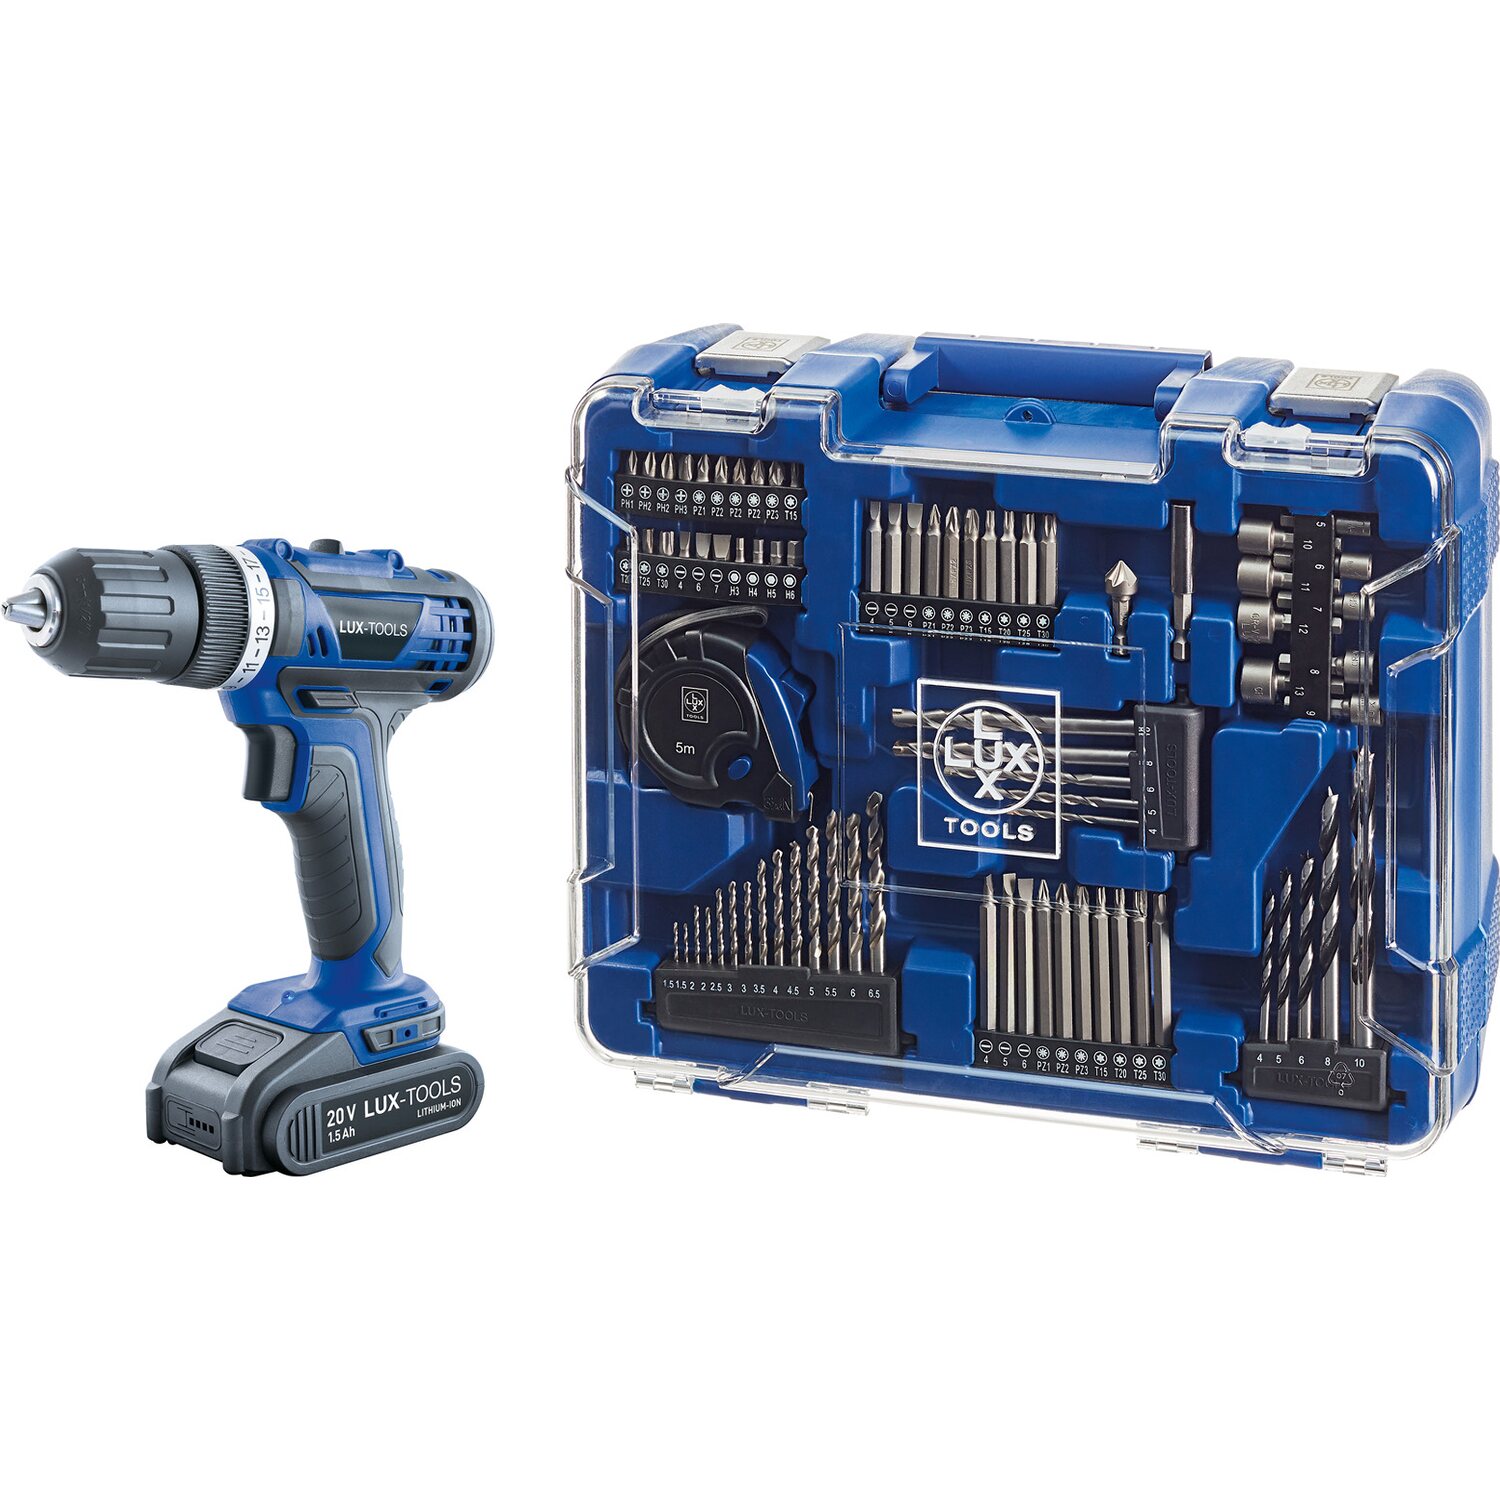 11 - 13 - 15 - 17
LUX-TOOLS
20V LUX-TOOLS
LITHIUM-ION
1.5 Ah
PH1 PH2 PH2 PH3 PZ1 PZ2 PZ2 PZ2 PZ3 T15
T20 T25 T30 4 6 7 H3 H4 H5 H6
4 5 6 PZ1 PZ2 PZ3 T15 T20 T25 T30
5
10
6
11
7
12
8
13
9
LUX
TOOLS
5m
L
LUX
X
TOOLS
10
8
6
5
4
LUX-TOOLS
1.5 1.5 2 2 2.5 3 3 3.5 4 4.5 5 5.5 6 6.5
LUX-TOOLS
4 5 6 PZ1 PZ2 PZ3 T15 T20 T25 T30
4 5 6 8 10